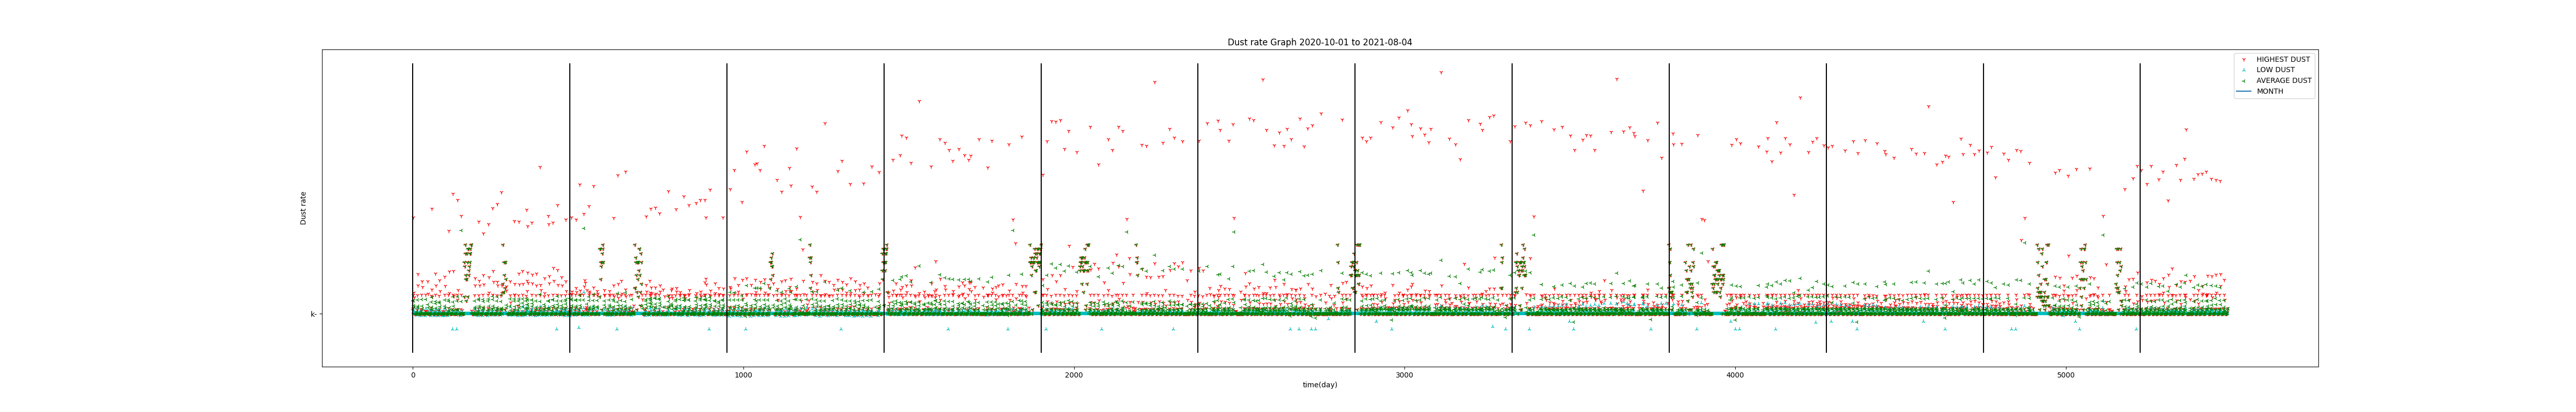 Dust rate Graph 2020-10-01 to 2021-08-04
HIGHEST DUST
LOW DUST
AVERAGE DUST
MONTH
Dust rate
k-
0 1000 2000 3000 4000 5000
time(day)